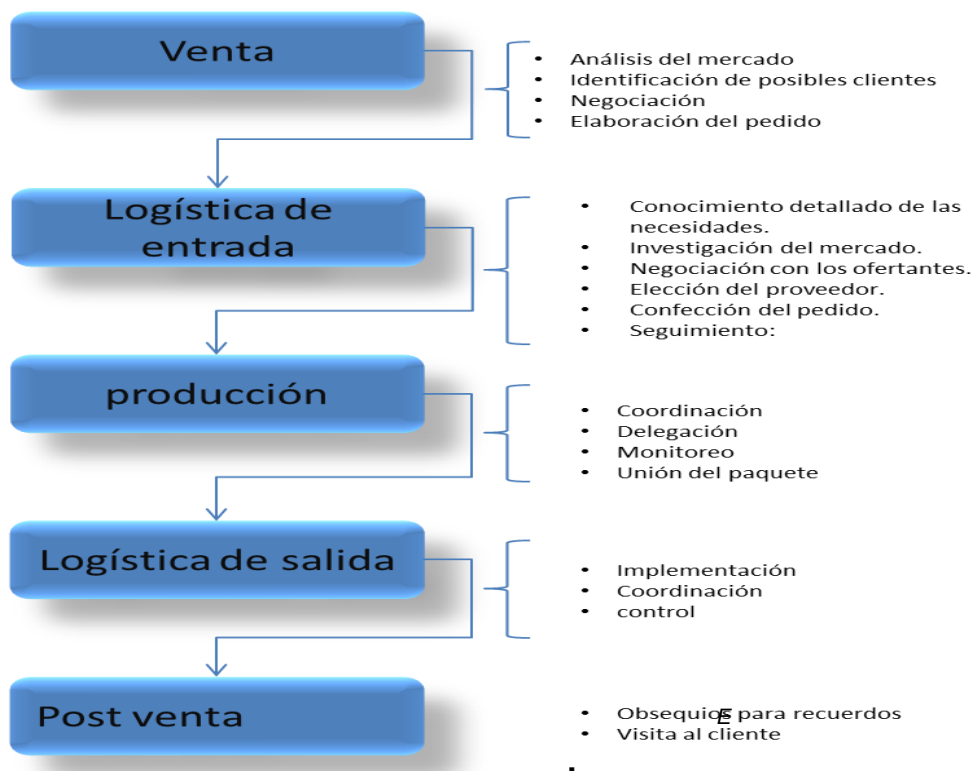 Venta
• Análisis del mercado
• Identificación de posibles clientes
• Negociación
• Elaboración del pedido
Logística de
entrada
• Conocimiento detallado de las
necesidades.
• Investigación del mercado.
• Negociación con los ofertantes.
• Elección del proveedor.
• Confección del pedido.
• Seguimiento:
producción
• Coordinación
• Delegación
• Monitoreo
• Unión del paquete
Logística de salida
• Implementación
• Coordinación
• control
Post venta
• Obsequios para recuerdos
E
• Visita al cliente